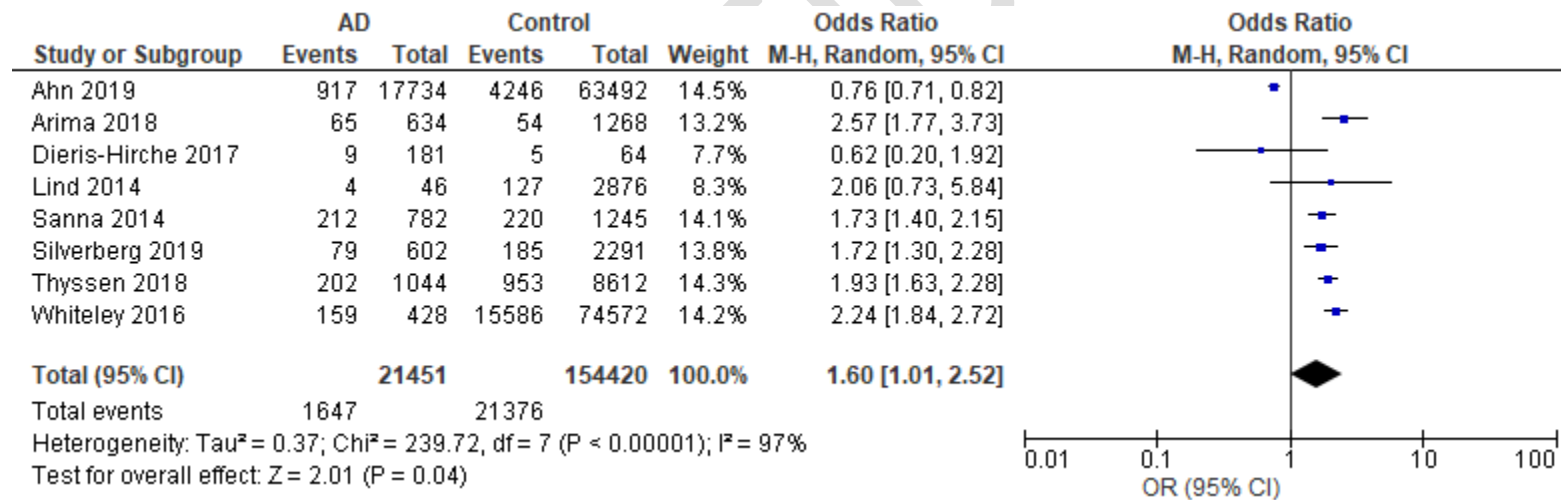 AD Control Odds Ratio Odds Ratio
Study or Subgroup Events Total Events Total Weight M-H, Random, 95% CI M-H, Random, 95% CI
Ahn 2019 917 17734 4246 63492 14.5% 0.76 [0.71, 0.82]
Arima 2018 65 634 54 1268 13.2% 2.57 [1.77, 3.73]
Dieris-Hirche 2017 9 181 5 64 7.7% 0.62 [0.20, 1.92]
Lind 2014 4 46 127 2876 8.3% 2.06 [0.73, 5.84]
Sanna 2014 212 782 220 1245 14.1% 1.73 [1.40, 2.15]
Silverberg 2019 79 602 185 2291 13.8% 1.72 [1.30, 2.28]
Thyssen 2018 202 1044 953 8612 14.3% 1.93 [1.63, 2.28]
Whiteley 2016 159 428 15586 74572 14.2% 2.24 [1.84, 2.72]
Total (95% CI) 21451 154420 100.0% 1.60 [1.01, 2.52]
Total events 1647 21376
Heterogeneity: Tau² = 0.37; Chi² = 239.72, df = 7 (P < 0.00001); I² = 97%
Test for overall effect: Z = 2.01 (P = 0.04)
0.01 0.1 1 10 100
OR (95% CI)